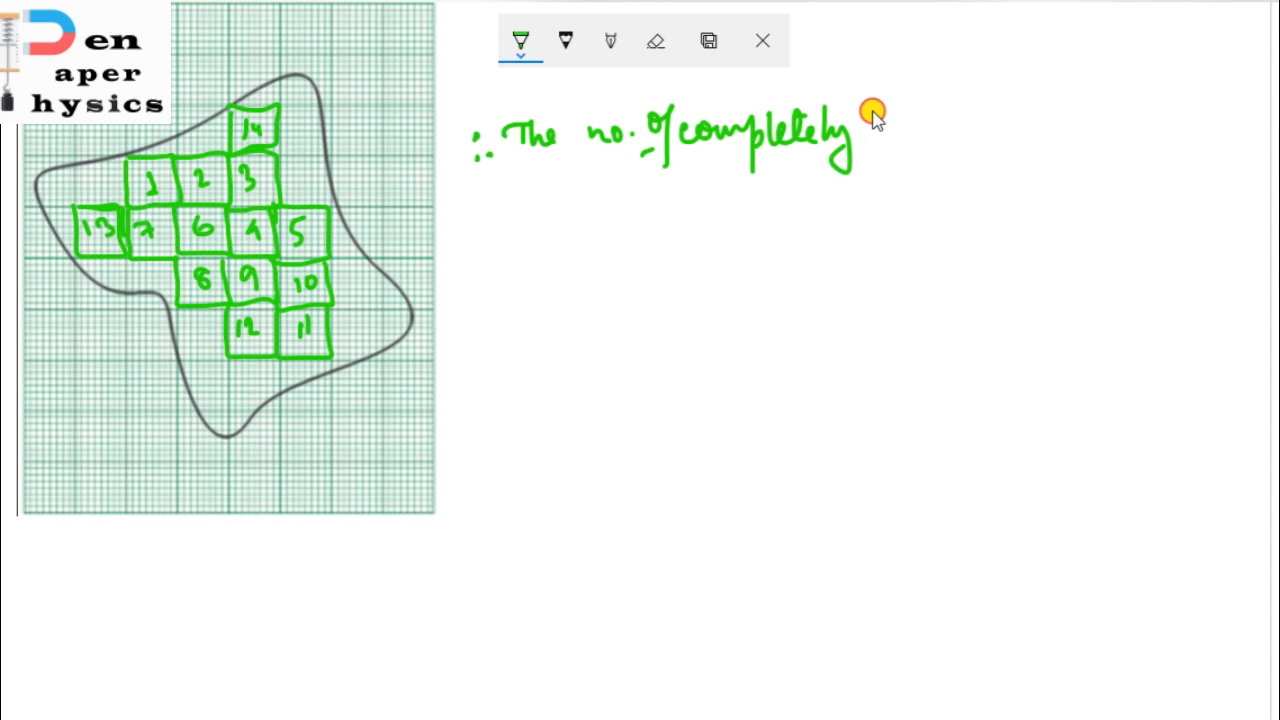 en
aper
hysics
∴ The no. of completely
14
1 2 3
13 7 6 4 5
8 9 10
12 11